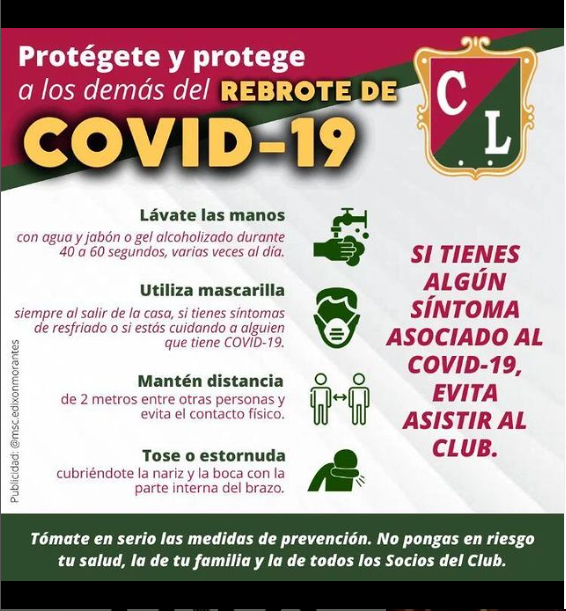 Protégete y protege
a los demás del REBROTE DE
COVID-19
C
L
Lávate las manos
con agua y jabón o gel alcoholizado durante
40 a 60 segundos, varias veces al día.
Utiliza mascarilla
siempre al salir de la casa, si tienes síntomas
de resfriado o si estás cuidando a alguien
que tiene COVID-19.
Mantén distancia
de 2 metros entre otras personas y
evita el contacto físico.
Tose o estornuda
cubriéndote la nariz y la boca con la
parte interna del brazo.
SI TIENES
ALGÚN
SÍNTOMA
ASOCIADO AL
COVID-19,
EVITA
ASISTIR AL
CLUB.
Publicidad: @msc.edixonmorantes
Tómate en serio las medidas de prevención. No pongas en riesgo
tu salud, la de tu familia y la de todos los Socios del Club.